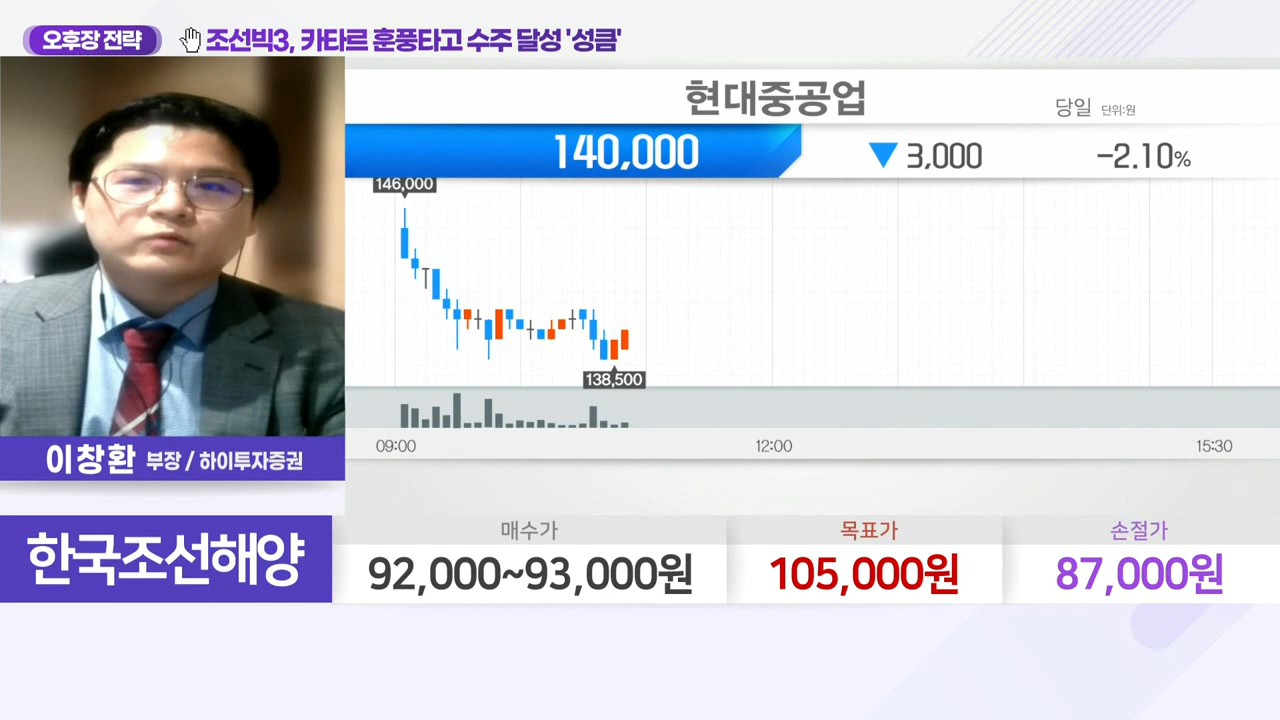 오후장 전략
조선빅3, 카타르 훈풍타고 수주 달성 '성큼'
현대중공업
당일 단위:원
140,000
▼ 3,000
-2.10%
146,000
138,500
09:00
12:00
15:30
이창환 부장 / 하이투자증권
한국조선해양
매수가
92,000~93,000원
목표가
105,000원
손절가
87,000원